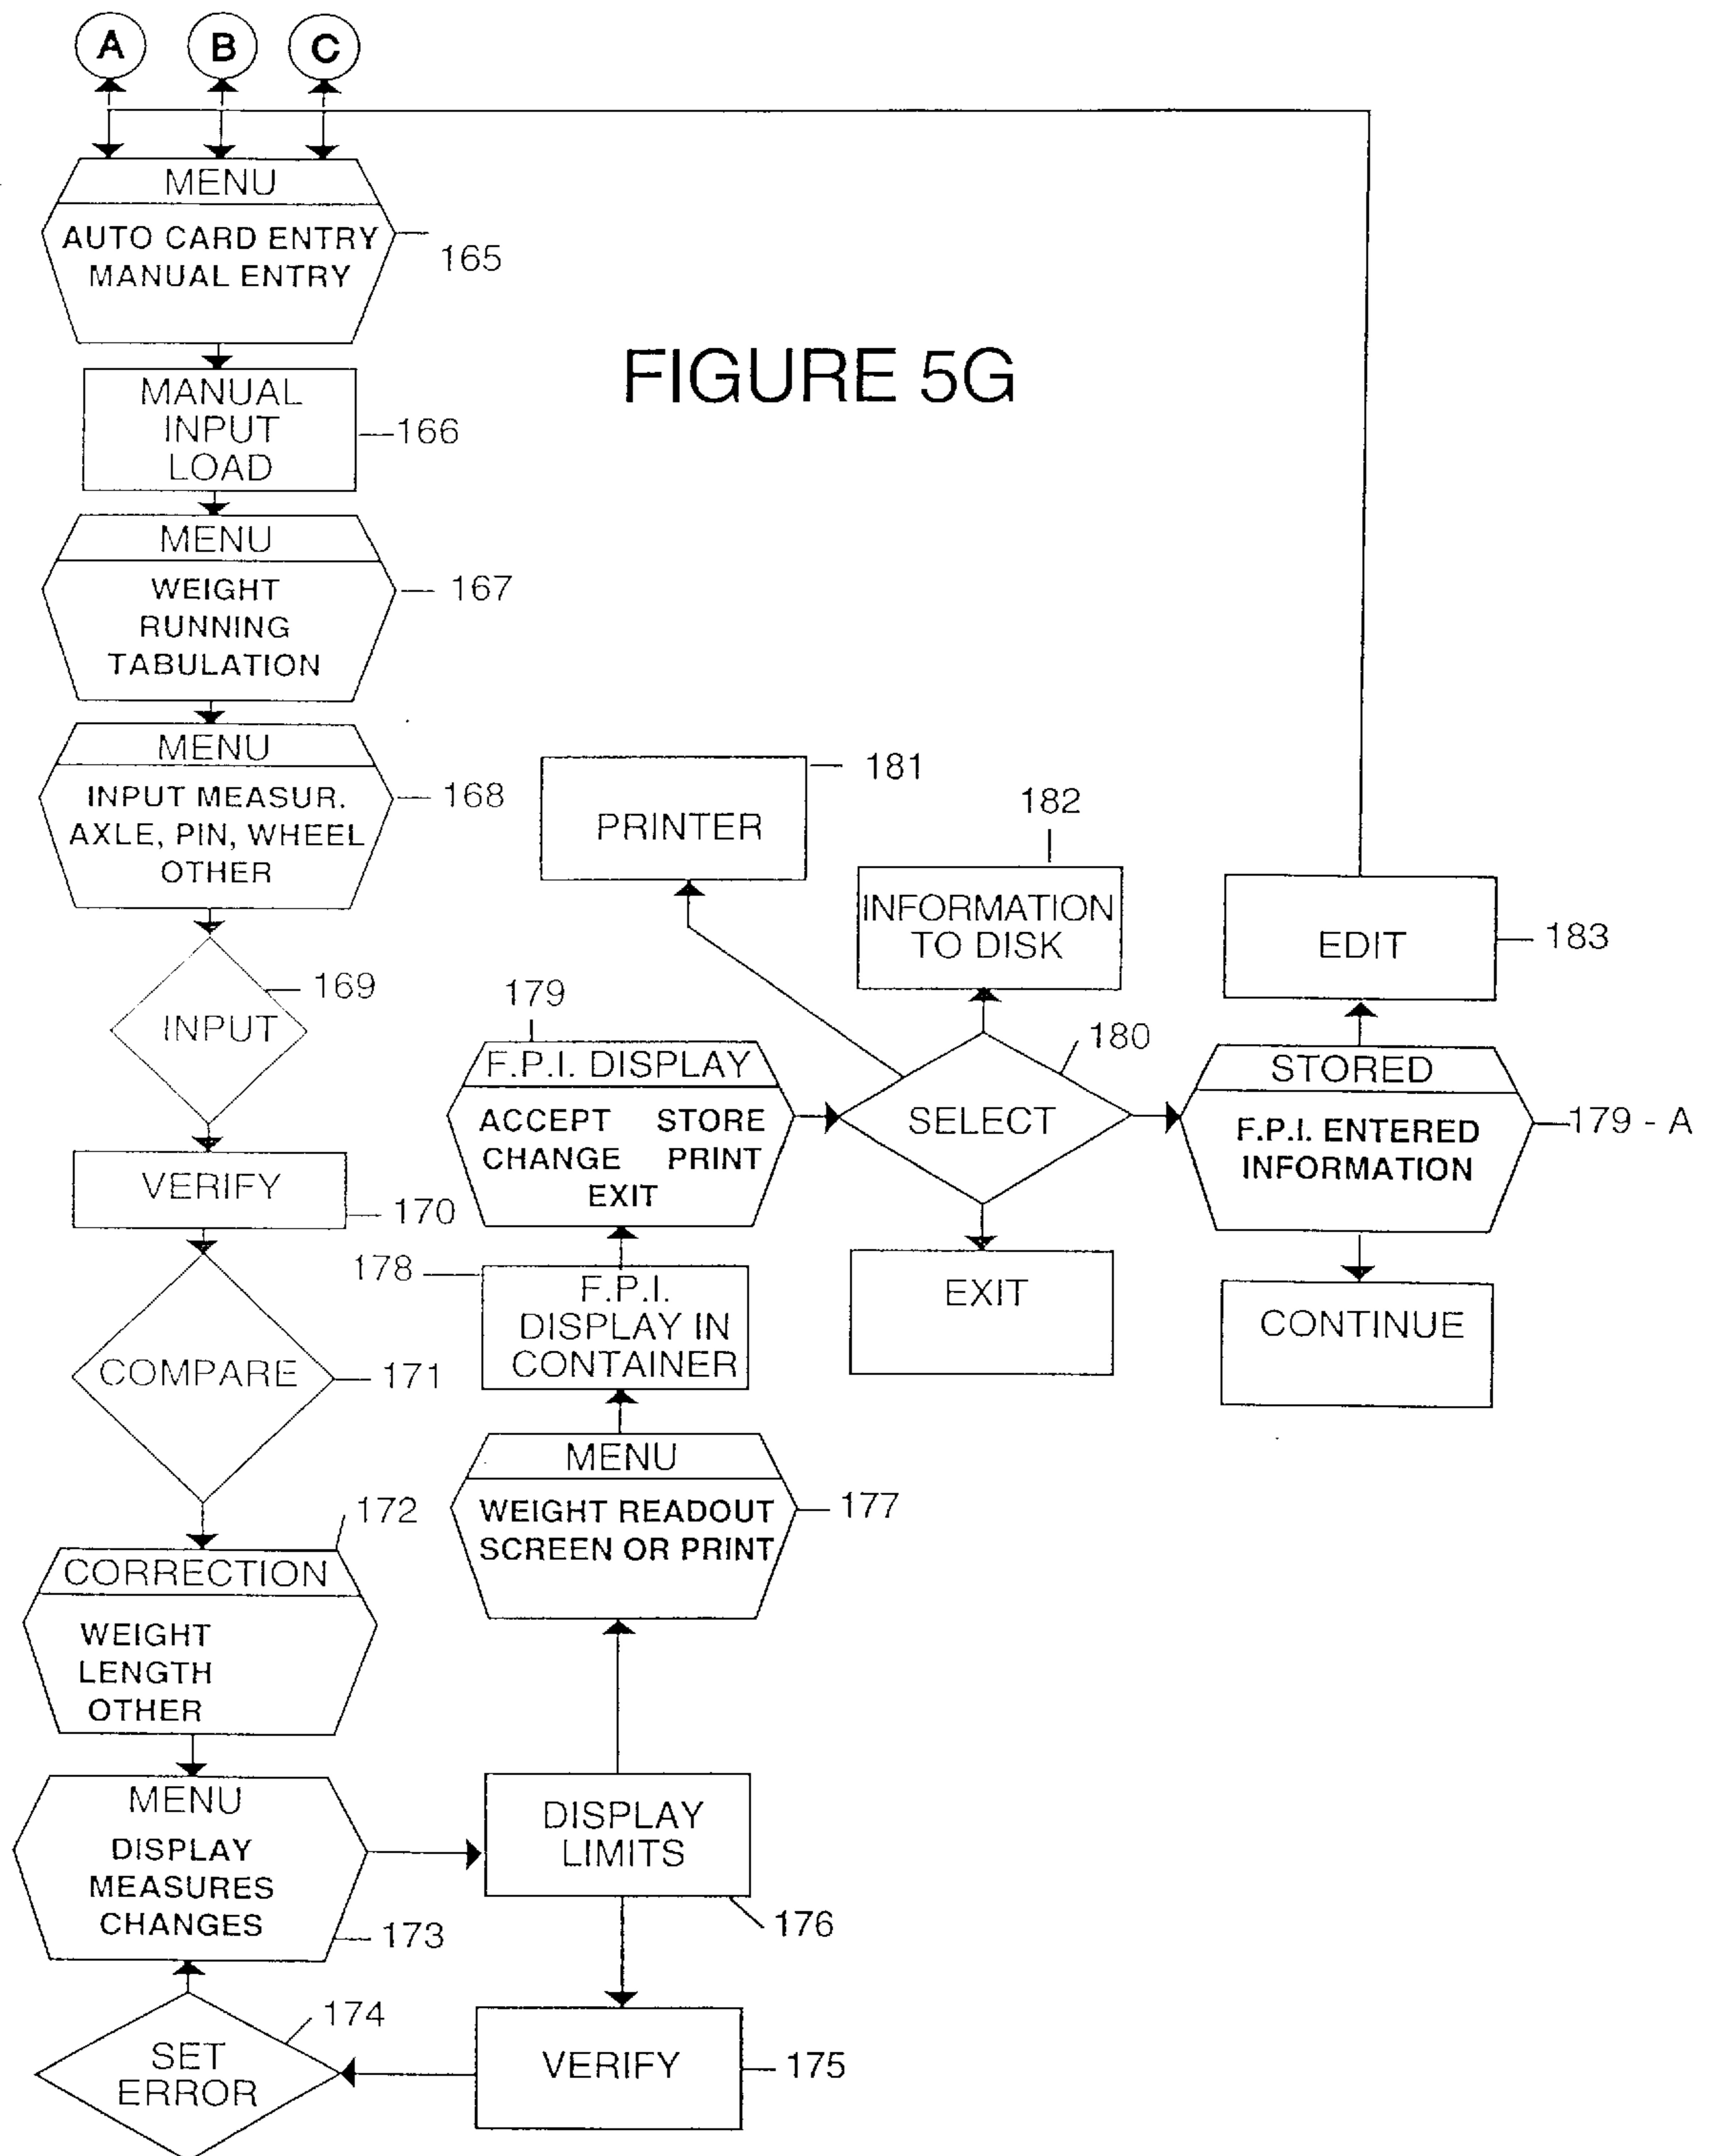 A B C
MENU
AUTO CARD ENTRY
MANUAL ENTRY
165
FIGURE 5G
MANUAL
INPUT
LOAD
166
MENU
WEIGHT
RUNNING
TABULATION
167
MENU
INPUT MEASUR.
AXLE, PIN, WHEEL
OTHER
168
INPUT
169
VERIFY
170
COMPARE
171
CORRECTION
WEIGHT
LENGTH
OTHER
172
MENU
DISPLAY
MEASURES
CHANGES
173
SET
ERROR
174
VERIFY
175
DISPLAY
LIMITS
176
MENU
WEIGHT READOUT
SCREEN OR PRINT
177
F.P.I.
DISPLAY IN
CONTAINER
178
179
F.P.I. DISPLAY
ACCEPT STORE
CHANGE PRINT
EXIT
SELECT
180
PRINTER
181
182
INFORMATION
TO DISK
EXIT
STORED
F.P.I. ENTERED
INFORMATION
179 - A
EDIT
183
CONTINUE